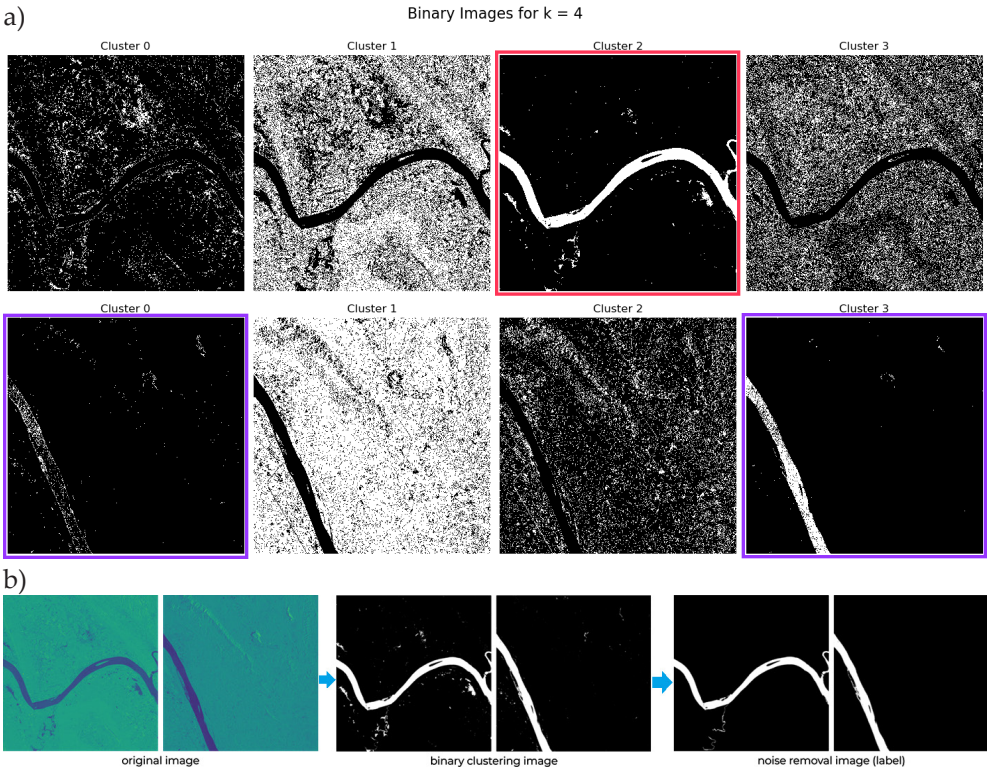 a)
Binary Images for k = 4
Cluster 0
Cluster 1
Cluster 2
Cluster 3
Cluster 0
Cluster 1
Cluster 2
Cluster 3
b)
original image
binary clustering image
noise removal image (label)